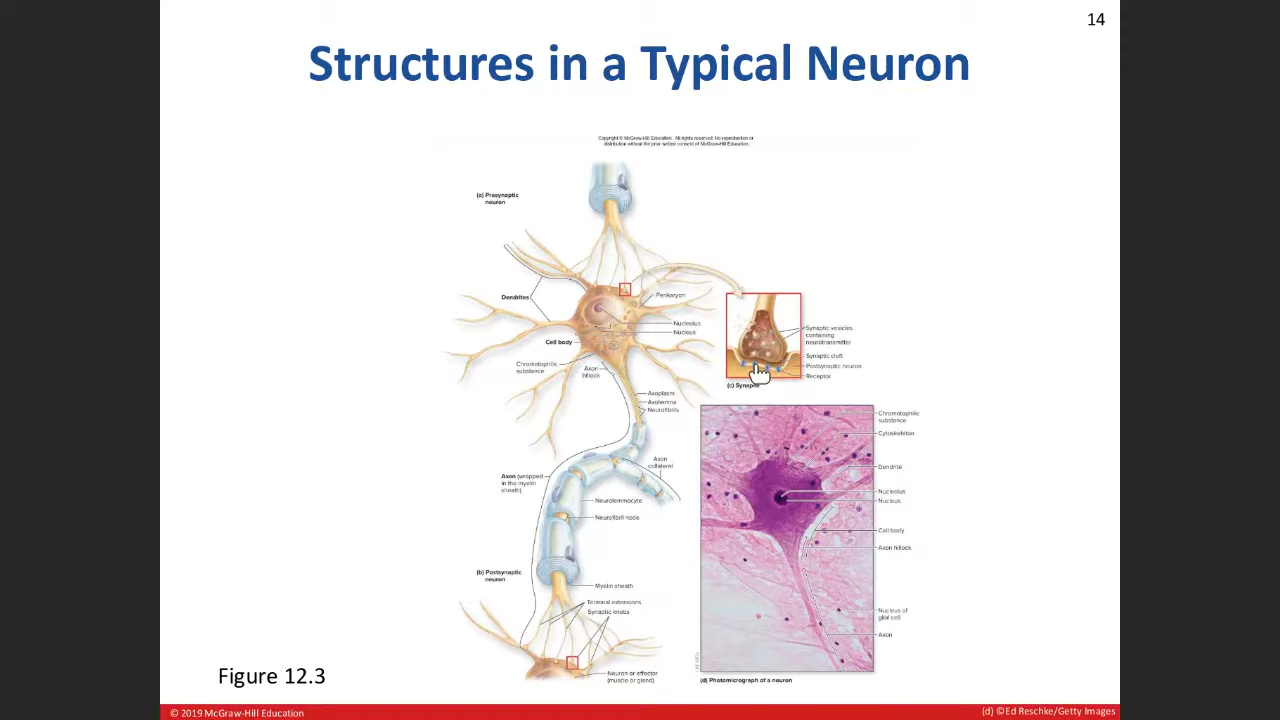 14
Structures in a Typical Neuron
Copyright © McGraw-Hill Education. All rights reserved. No reproduction or
distribution without the prior written consent of McGraw-Hill Education.
(a) Presynaptic
neuron
Dendrites
Perikaryon
Nucleolus
Nucleus
Cell body
Chromatophilic
substance
Axon
hillock
Axoplasm
Axolemma
Neurofibrils
Synaptic vesicles
containing
neurotransmitter
Synaptic cleft
Postsynaptic neuron
Receptor
(c) Synapse
Axon
collateral
Axon (wrapped
in the myelin
sheath)
Neurolemmocyte
Neurofibril node
(b) Postsynaptic
neuron
Myelin sheath
Terminal extensions
Synaptic knobs
Neuron or effector
(muscle or gland)
Chromatophilic
substance
Cytoskeleton
Dendrite
Nucleolus
Nucleus
Cell body
Axon hillock
Nucleus of
glial cell
Axon
(d) Photomicrograph of a neuron
Figure 12.3
© 2019 McGraw-Hill Education
(d) ©Ed Reschke/Getty Images